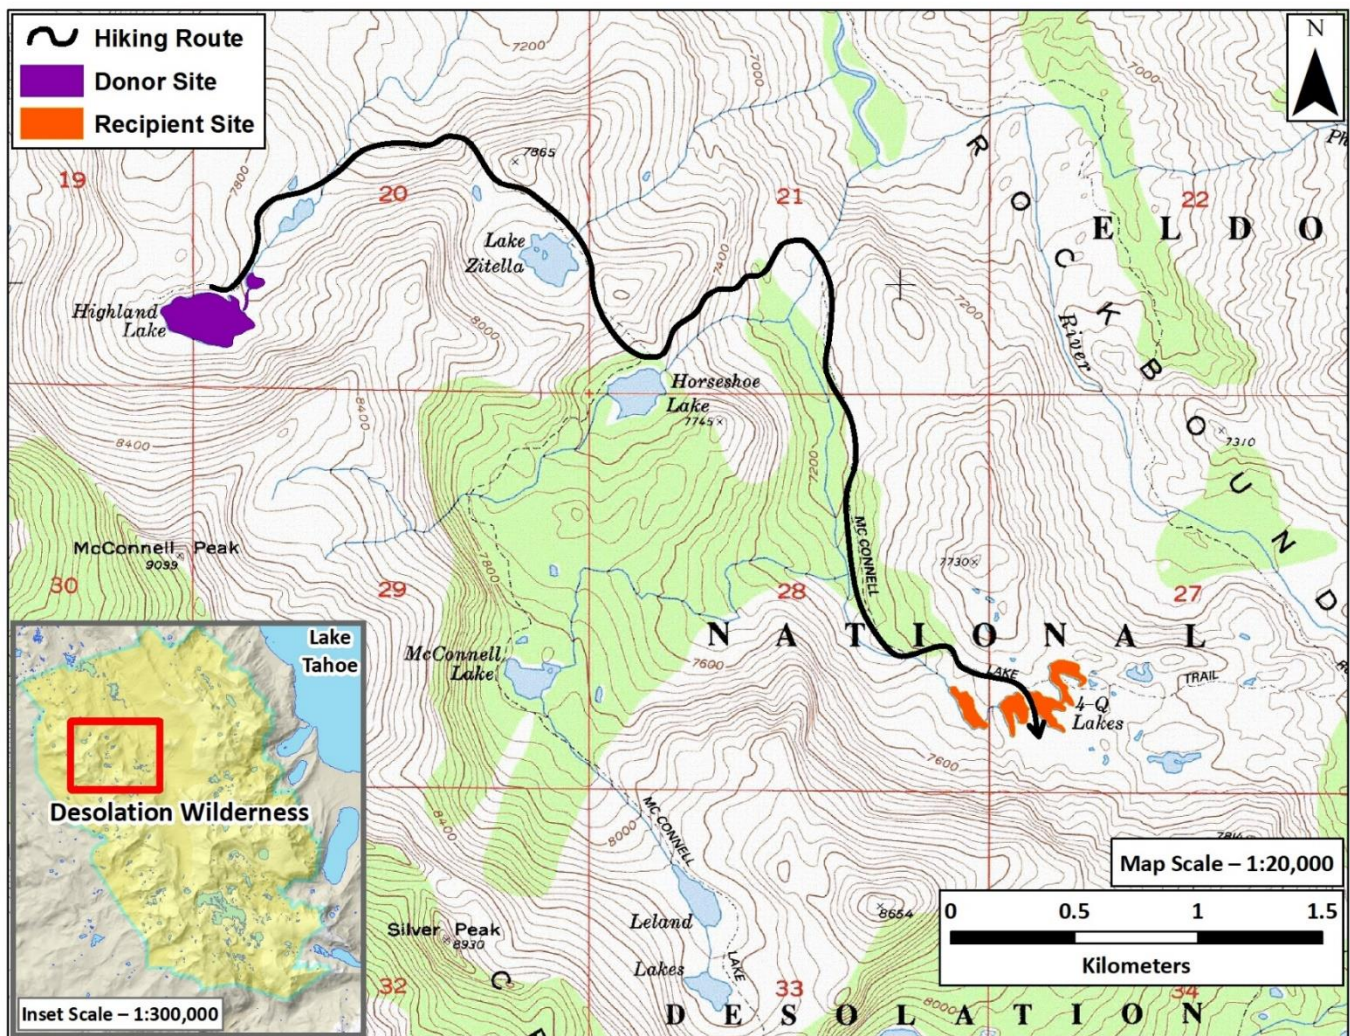 Hiking Route
Donor Site
Recipient Site
N
7200
7000
7000
7865
19
7800
20
21
22
R
O
C
K
B
O
U
N
D
E L D O
Lake
Zitella
7400
7200
River
Highland
Lake
8000
Horseshoe
Lake
7745
8400
8400
7310
7200
McConnell Peak
9099
MC CONNELL
7730
7800
30
29
28
27
N A T I O N A L
McConnell
Lake
7600
LAKE
TRAIL
4-Q
Lakes
7600
Lake
Tahoe
Desolation Wilderness
Inset Scale – 1:300,000
8400
8000
MC CONNELL
Map Scale – 1:20,000
0 0.5 1 1.5
Kilometers
8654
Leland
Lakes
LAKE
Silver Peak
8930
C
32
33
34
8000
D E S O L A T I O N